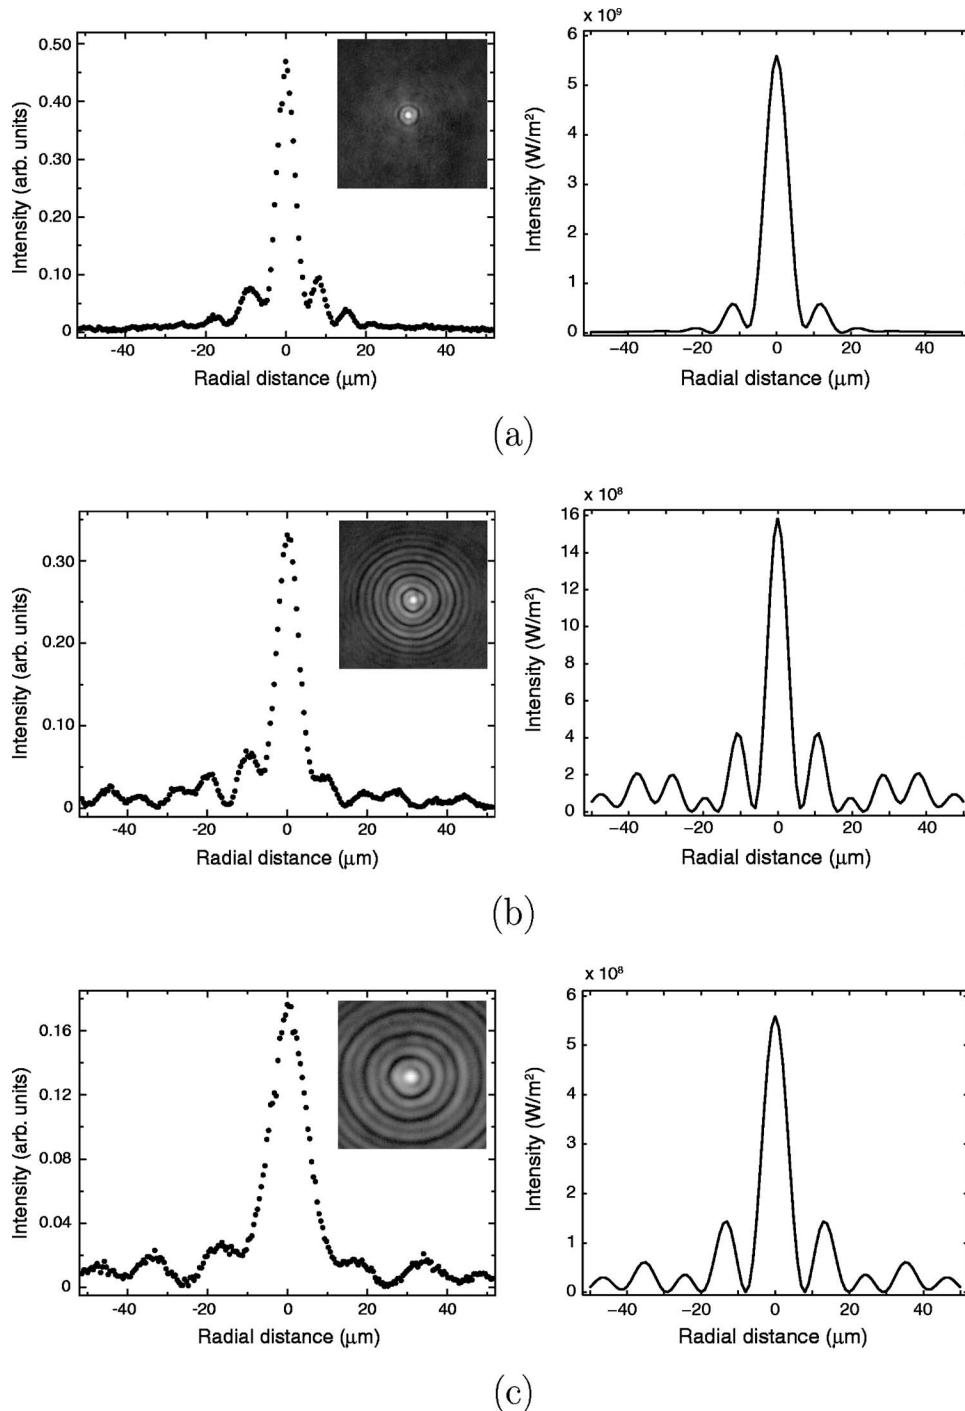 0.50
0.40
0.50
0.10
0
Intensity (arb. units)
-40 -20 0 20 40
Radial distance (μm)
x 10⁹
6
5
4
3
2
1
0
Intensity (W/m²)
−40 −20 0 20 40
Radial distance (μm)
(a)
0.30
0.20
0.10
0
Intensity (arb. units)
-40 -20 0 20 40
Radial distance (μm)
x 10⁸
16
14
12
10
8
6
4
2
0
Intensity (W/m²)
−40 −20 0 20 40
Radial distance (μm)
(b)
0.16
0.12
0.08
0.04
0
Intensity (arb. units)
-40 -20 0 20 40
Radial distance (μm)
x 10⁸
6
5
4
3
2
1
0
Intensity (W/m²)
−40 −20 0 20 40
Radial distance (μm)
(c)